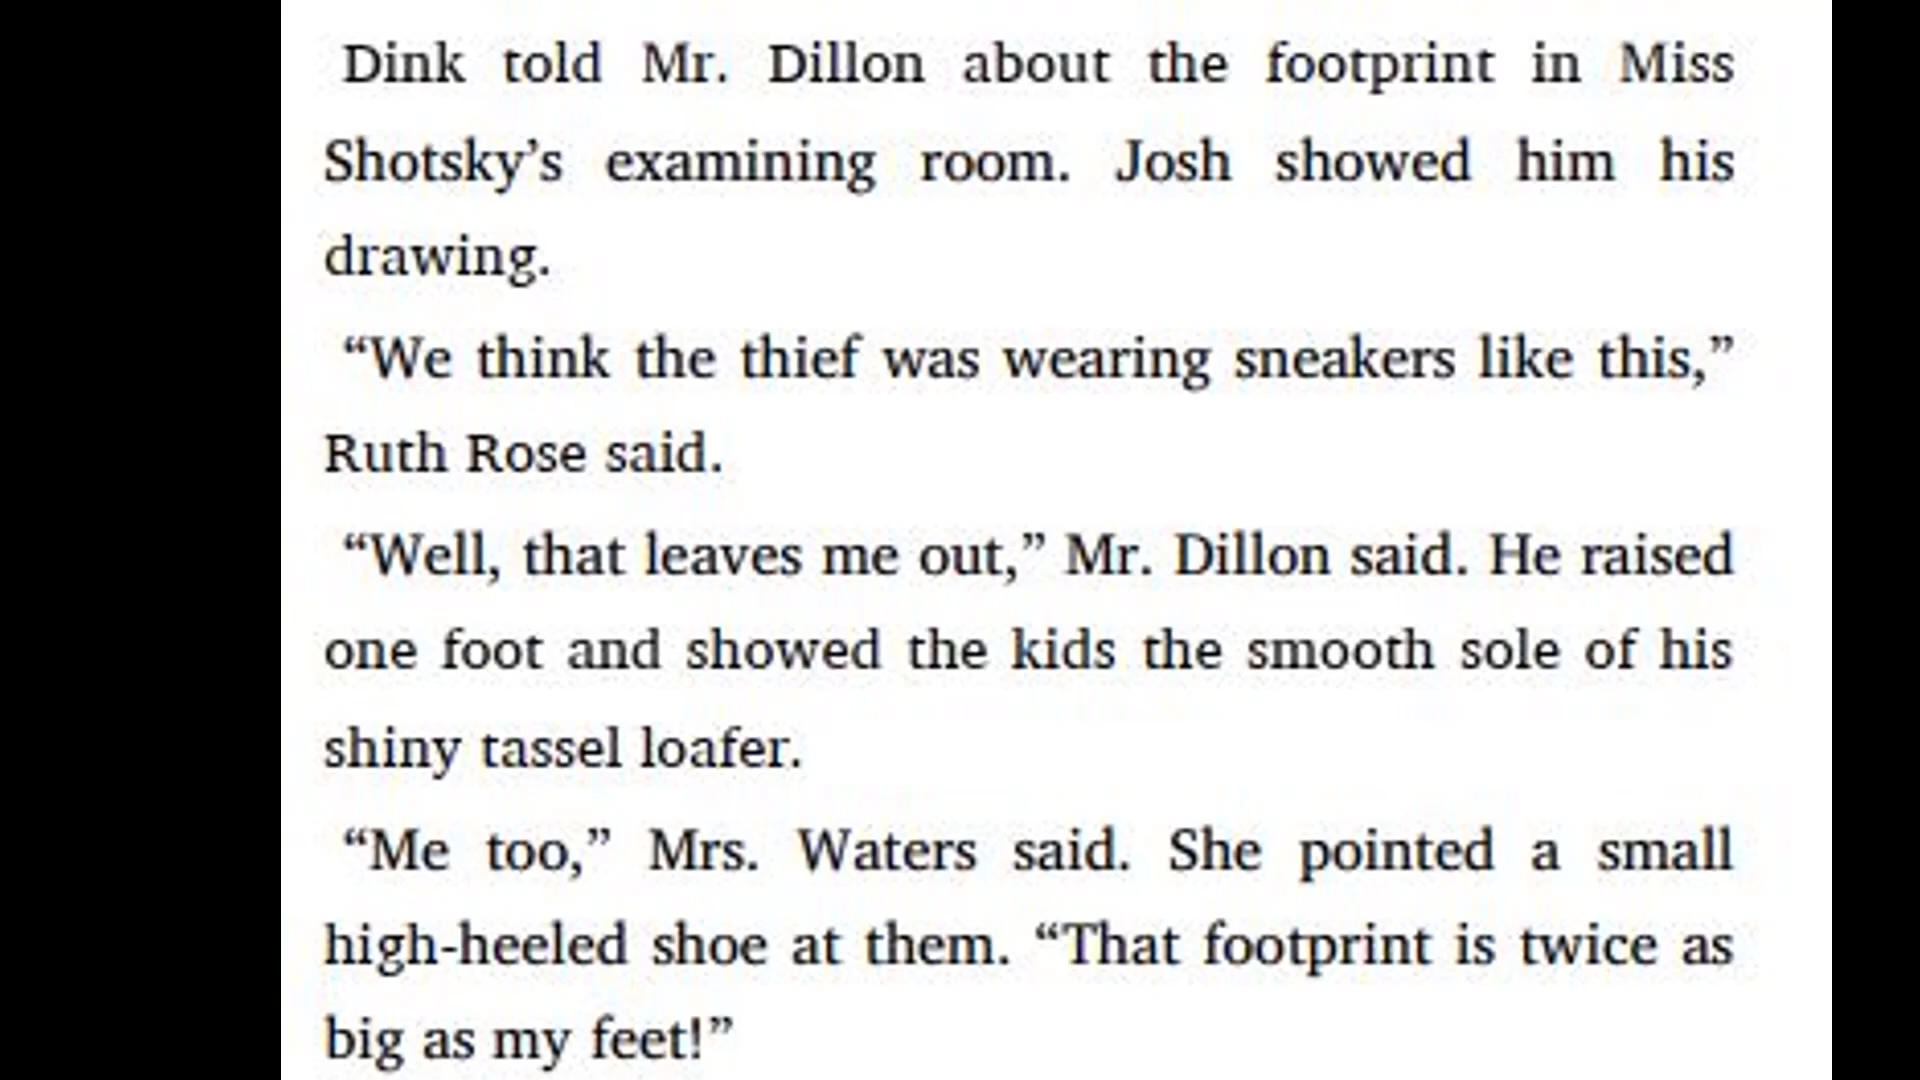 Dink told Mr. Dillon about the footprint in Miss
Shotsky’s examining room. Josh showed him his
drawing.
“We think the thief was wearing sneakers like this,”
Ruth Rose said.
“Well, that leaves me out,” Mr. Dillon said. He raised
one foot and showed the kids the smooth sole of his
shiny tassel loafer.
“Me too,” Mrs. Waters said. She pointed a small
high-heeled shoe at them. “That footprint is twice as
big as my feet!”